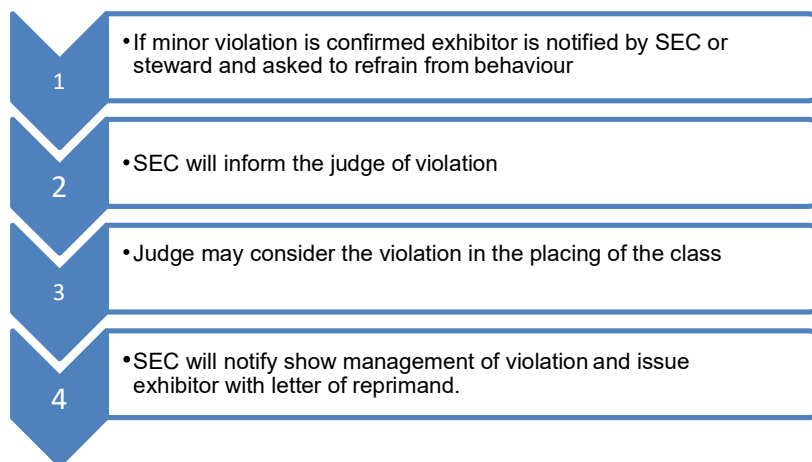 1
•If minor violation is confirmed exhibitor is notified by SEC or
steward and asked to refrain from behaviour
2
•SEC will inform the judge of violation
3
•Judge may consider the violation in the placing of the class
4
•SEC will notify show management of violation and issue
exhibitor with letter of reprimand.